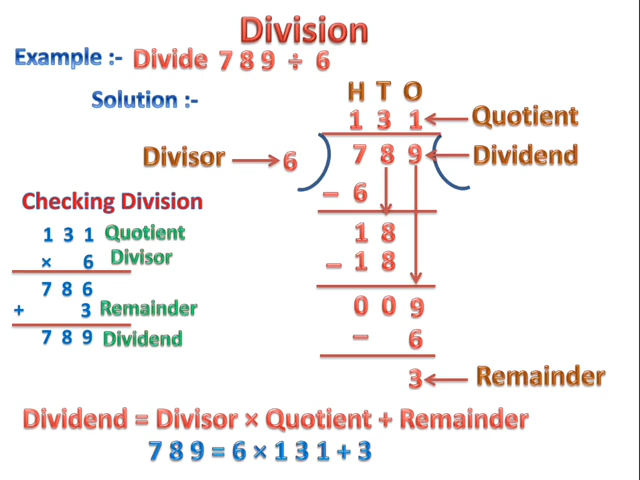 Division
Example :- Divide 7 8 9 ÷ 6
Solution :-
H T O
1 3 1 Quotient
Divisor 6 7 8 9 Dividend
− 6
1 8
− 1 8
0 0 9
− 6
3 Remainder
Checking Division
1 3 1 Quotient
× 6 Divisor
7 8 6
+ 3 Remainder
7 8 9 Dividend
Dividend = Divisor × Quotient + Remainder
7 8 9 = 6 × 1 3 1 + 3